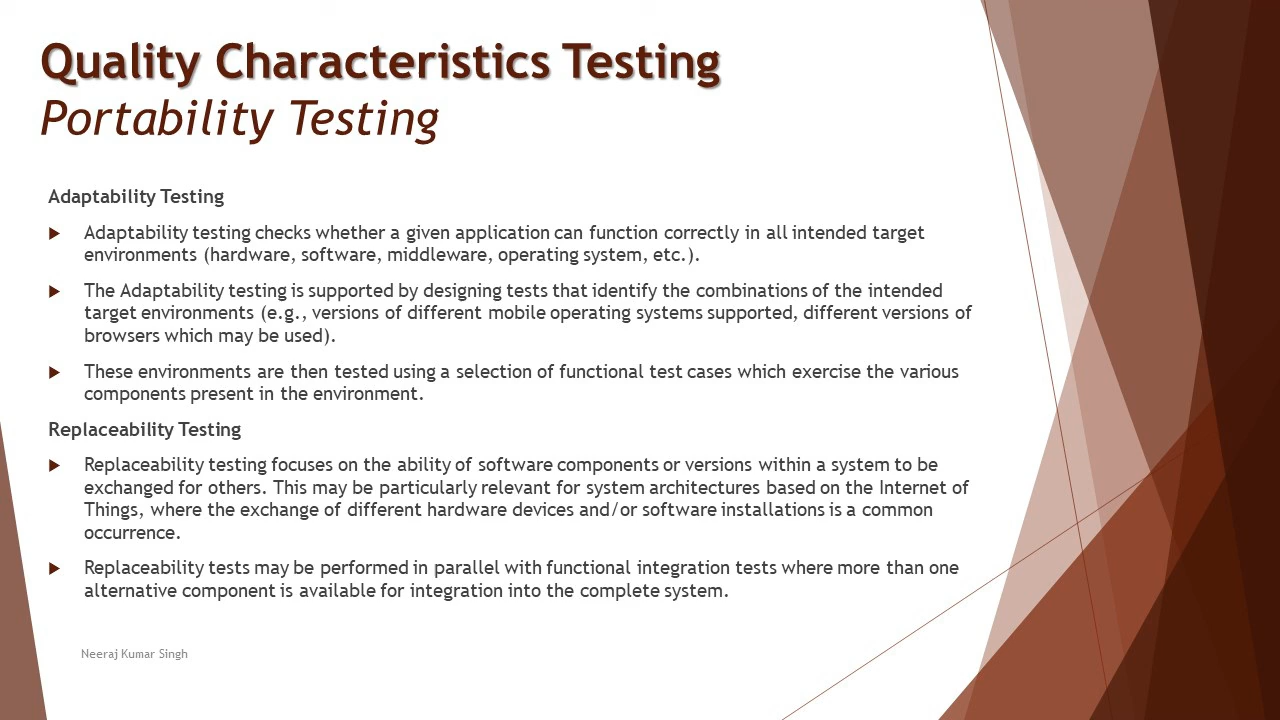 Quality Characteristics Testing
Portability Testing
Adaptability Testing
Adaptability testing checks whether a given application can function correctly in all intended target
environments (hardware, software, middleware, operating system, etc.).
The Adaptability testing is supported by designing tests that identify the combinations of the intended
target environments (e.g., versions of different mobile operating systems supported, different versions of
browsers which may be used).
These environments are then tested using a selection of functional test cases which exercise the various
components present in the environment.
Replaceability Testing
Replaceability testing focuses on the ability of software components or versions within a system to be
exchanged for others. This may be particularly relevant for system architectures based on the Internet of
Things, where the exchange of different hardware devices and/or software installations is a common
occurrence.
Replaceability tests may be performed in parallel with functional integration tests where more than one
alternative component is available for integration into the complete system.
Neeraj Kumar Singh